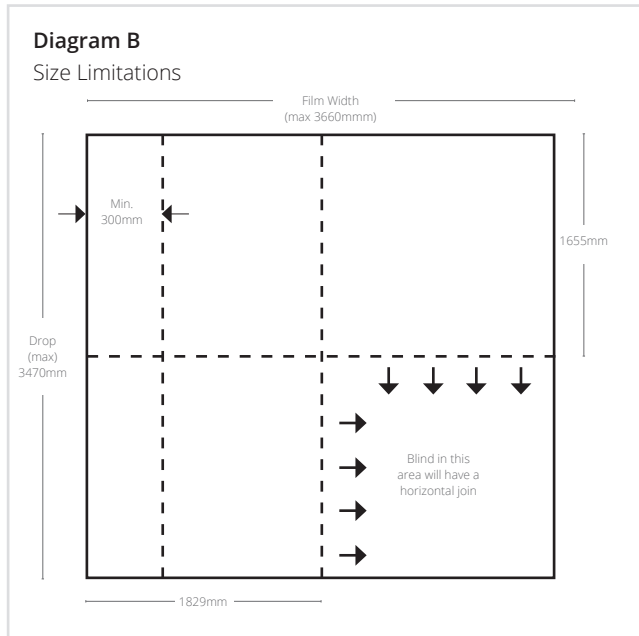 Diagram B
Size Limitations
Film Width
(max 3660mmm)
Min.
300mm
1655mm
Drop
(max)
3470mm
Blind in this
area will have a
horizontal join
1829mm